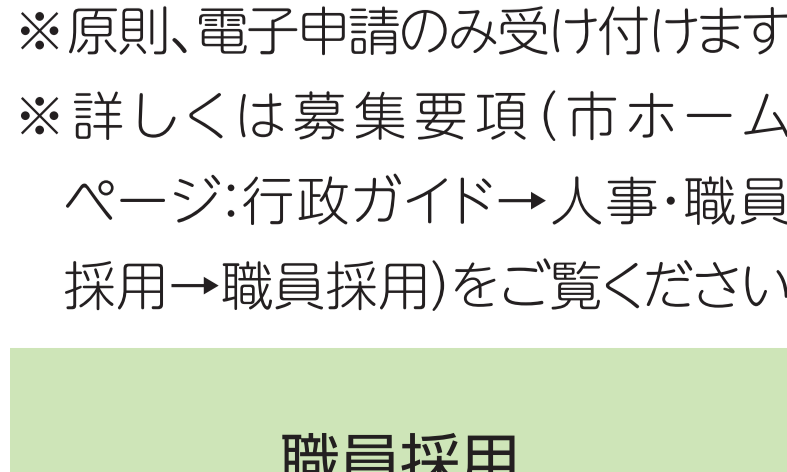 ※原則、電子申請のみ受け付けます
※詳しくは募集要項(市ホーム
ページ:行政ガイド→人事・職員
採用→職員採用)をご覧ください
職員採用